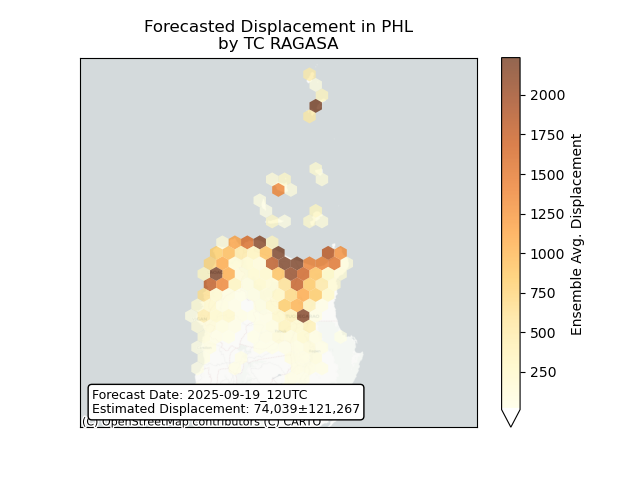 Forecasted Displacement in PHL
by TC RAGASA
2000
1750
1500
1250
1000
750
500
250
Ensemble Avg. Displacement
Forecast Date: 2025-09-19_12UTC
Estimated Displacement: 74,039±121,267
(C) OpenStreetMap contributors (C) CARTO